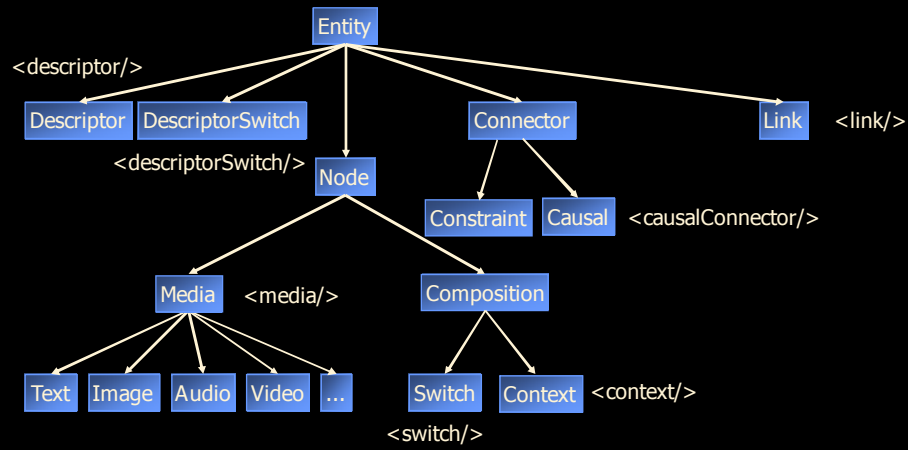 Entity
<descriptor/>
Descriptor
DescriptorSwitch
Connector
Link
<link/>
<descriptorSwitch/>
Node
Constraint
Causal
<causalConnector/>
Media
<media/>
Composition
Text
Image
Audio
Video
...
Switch
Context
<context/>
<switch/>